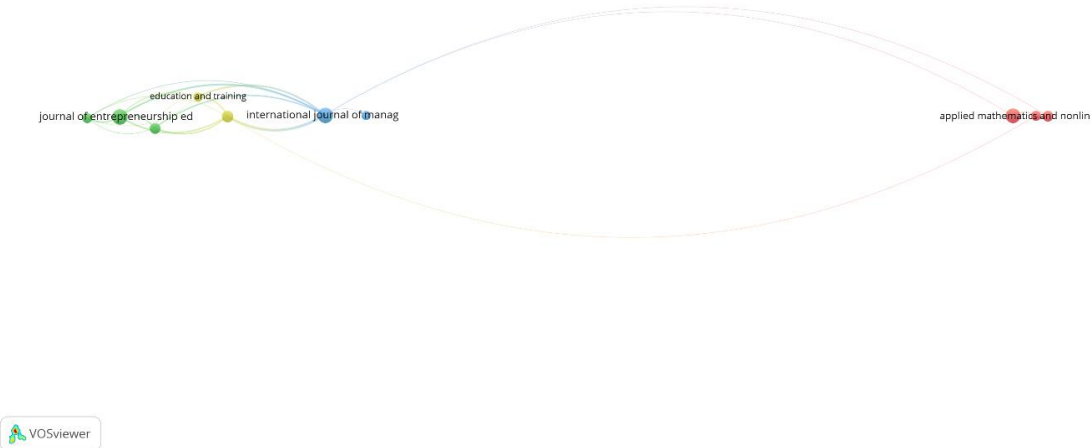 education and training
journal of entrepreneurship ed
international journal of manag
applied mathematics and nonlin
VOSviewer